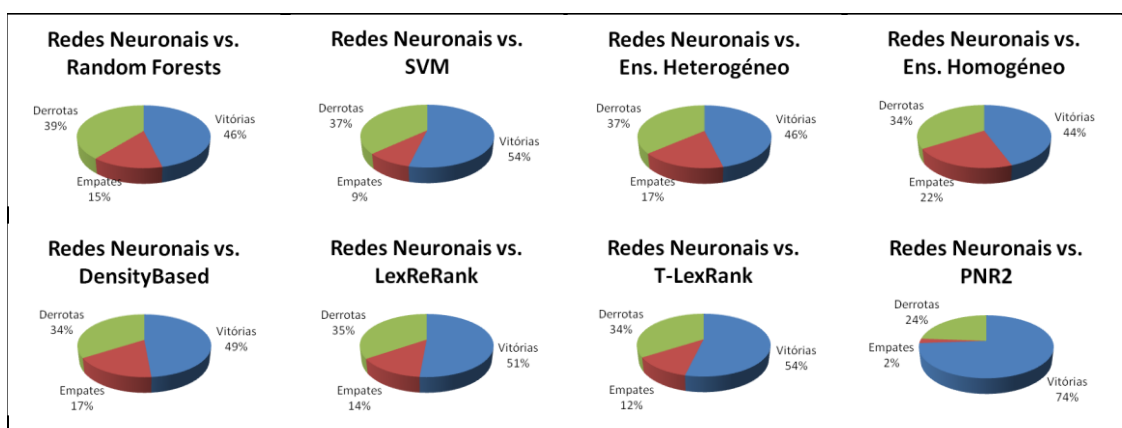 Redes Neuronais vs.
Random Forests
Derrotas
39%
Vitórias
46%
Empates
15%
Redes Neuronais vs.
SVM
Derrotas
37%
Vitórias
54%
Empates
9%
Redes Neuronais vs.
Ens. Heterogéneo
Derrotas
37%
Vitórias
46%
Empates
17%
Redes Neuronais vs.
Ens. Homogéneo
Derrotas
34%
Vitórias
44%
Empates
22%
Redes Neuronais vs.
DensityBased
Derrotas
34%
Vitórias
49%
Empates
17%
Redes Neuronais vs.
LexReRank
Derrotas
35%
Vitórias
51%
Empates
14%
Redes Neuronais vs.
T-LexRank
Derrotas
34%
Vitórias
54%
Empates
12%
Redes Neuronais vs.
PNR2
Derrotas
24%
Empates
2%
Vitórias
74%